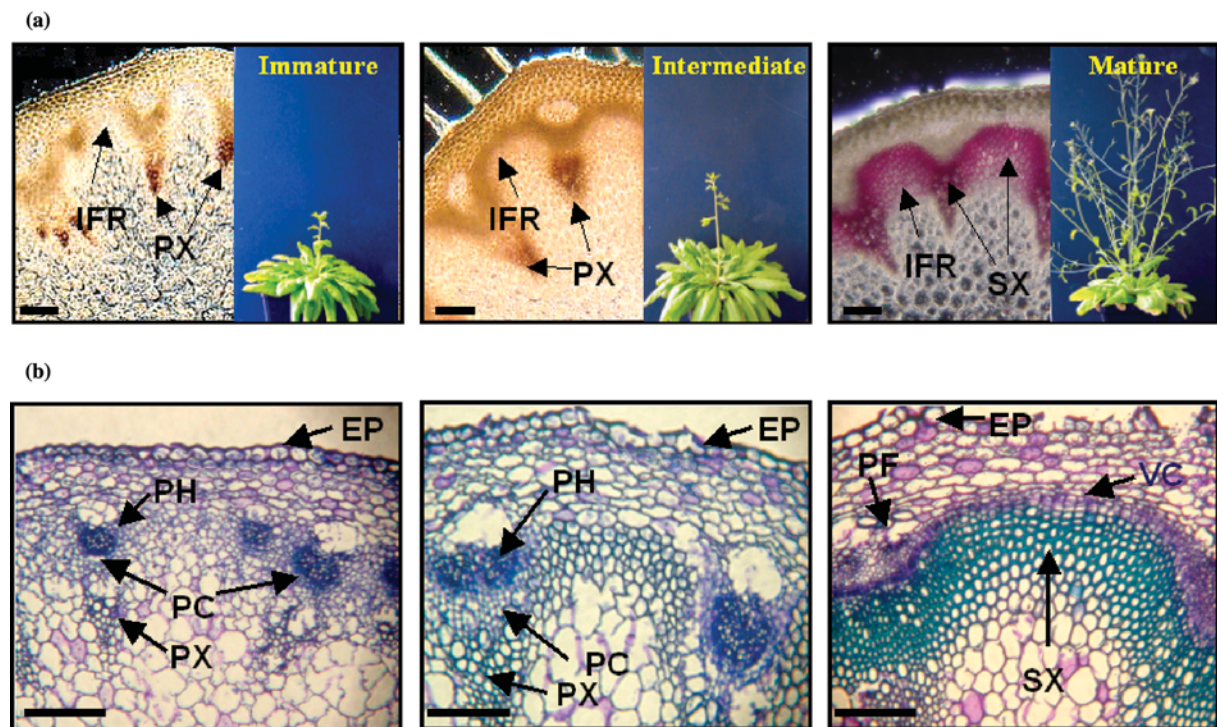 (a)
Immature
IFR
PX
Intermediate
IFR
PX
Mature
IFR
SX
(b)
EP
PH
PC
PX
EP
PH
PC
PX
EP
PF
VC
SX